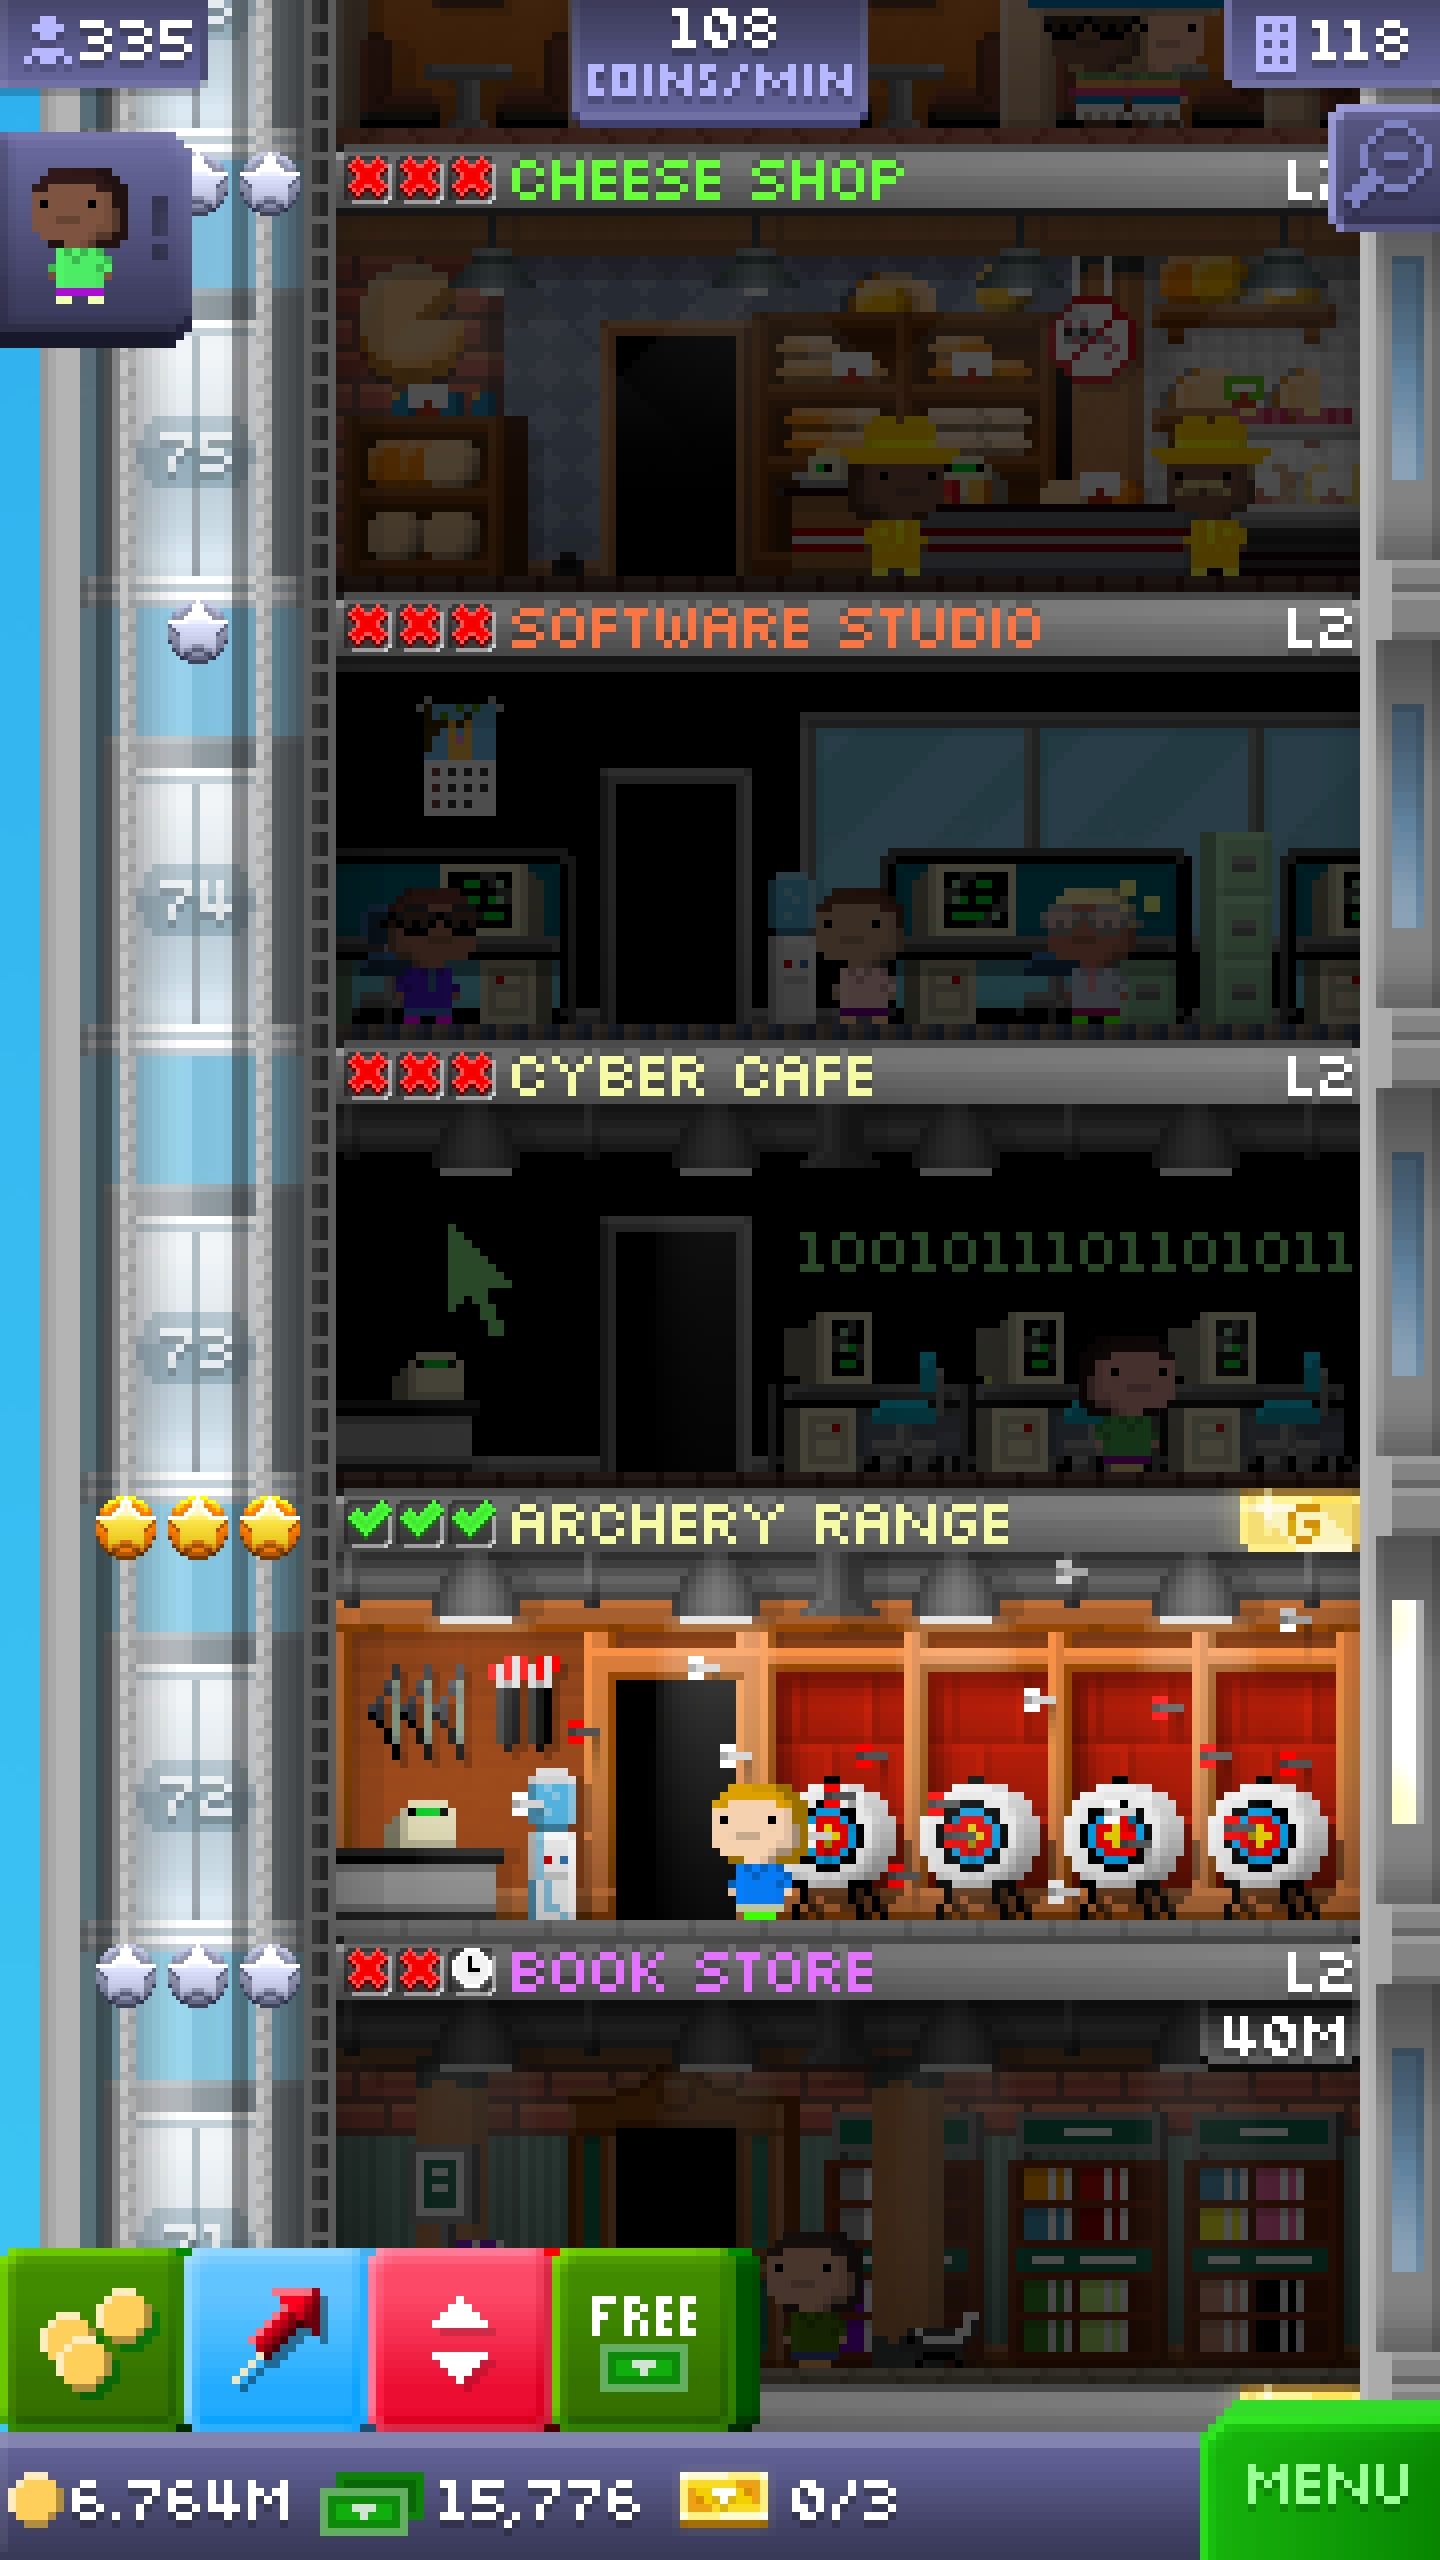 335
108
COINS/MIN
118
CHEESE SHOP
75
SOFTWARE STUDIO L2
74
CYBER CAFE L2
1001011101101011
73
ARCHERY RANGE G
72
BOOK STORE L2
40M
71
FREE
6.764M 15,776 0/3
MENU